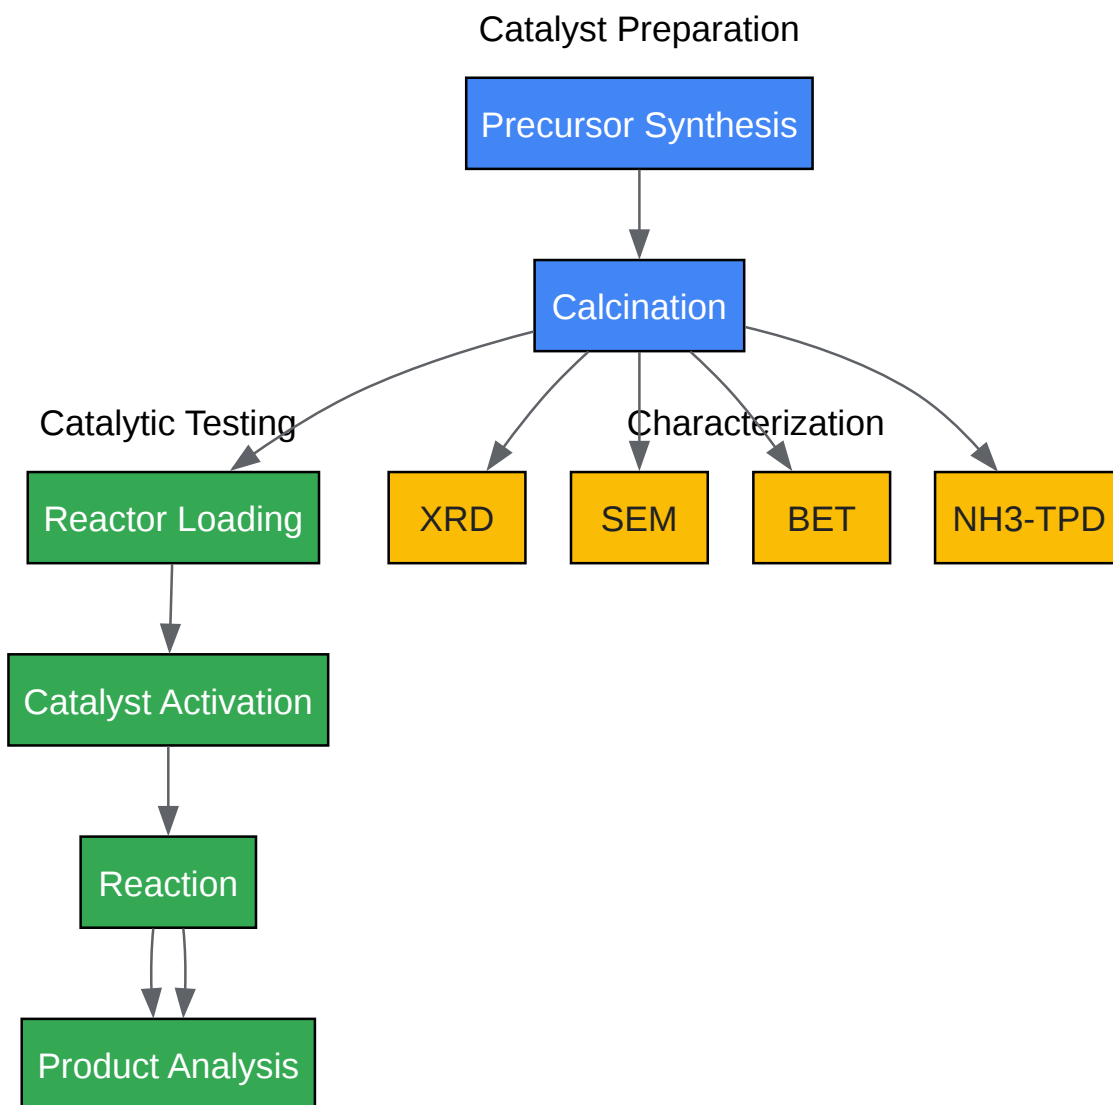 Catalyst Preparation
Precursor Synthesis
Calcination
Catalytic Testing
Characterization
Reactor Loading
XRD
SEM
BET
NH3-TPD
Catalyst Activation
Reaction
Product Analysis